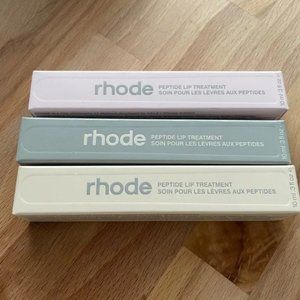 rhode
PEPTIDE LIP TREATMENT
SOIN POUR LES LÈVRES AUX PEPTIDES
rhode
PEPTIDE LIP TREATMENT
SOIN POUR LES LÈVRES AUX PEPTIDES
rhode
PEPTIDE LIP TREATMENT
SOIN POUR LES LÈVRES AUX PEPTIDES